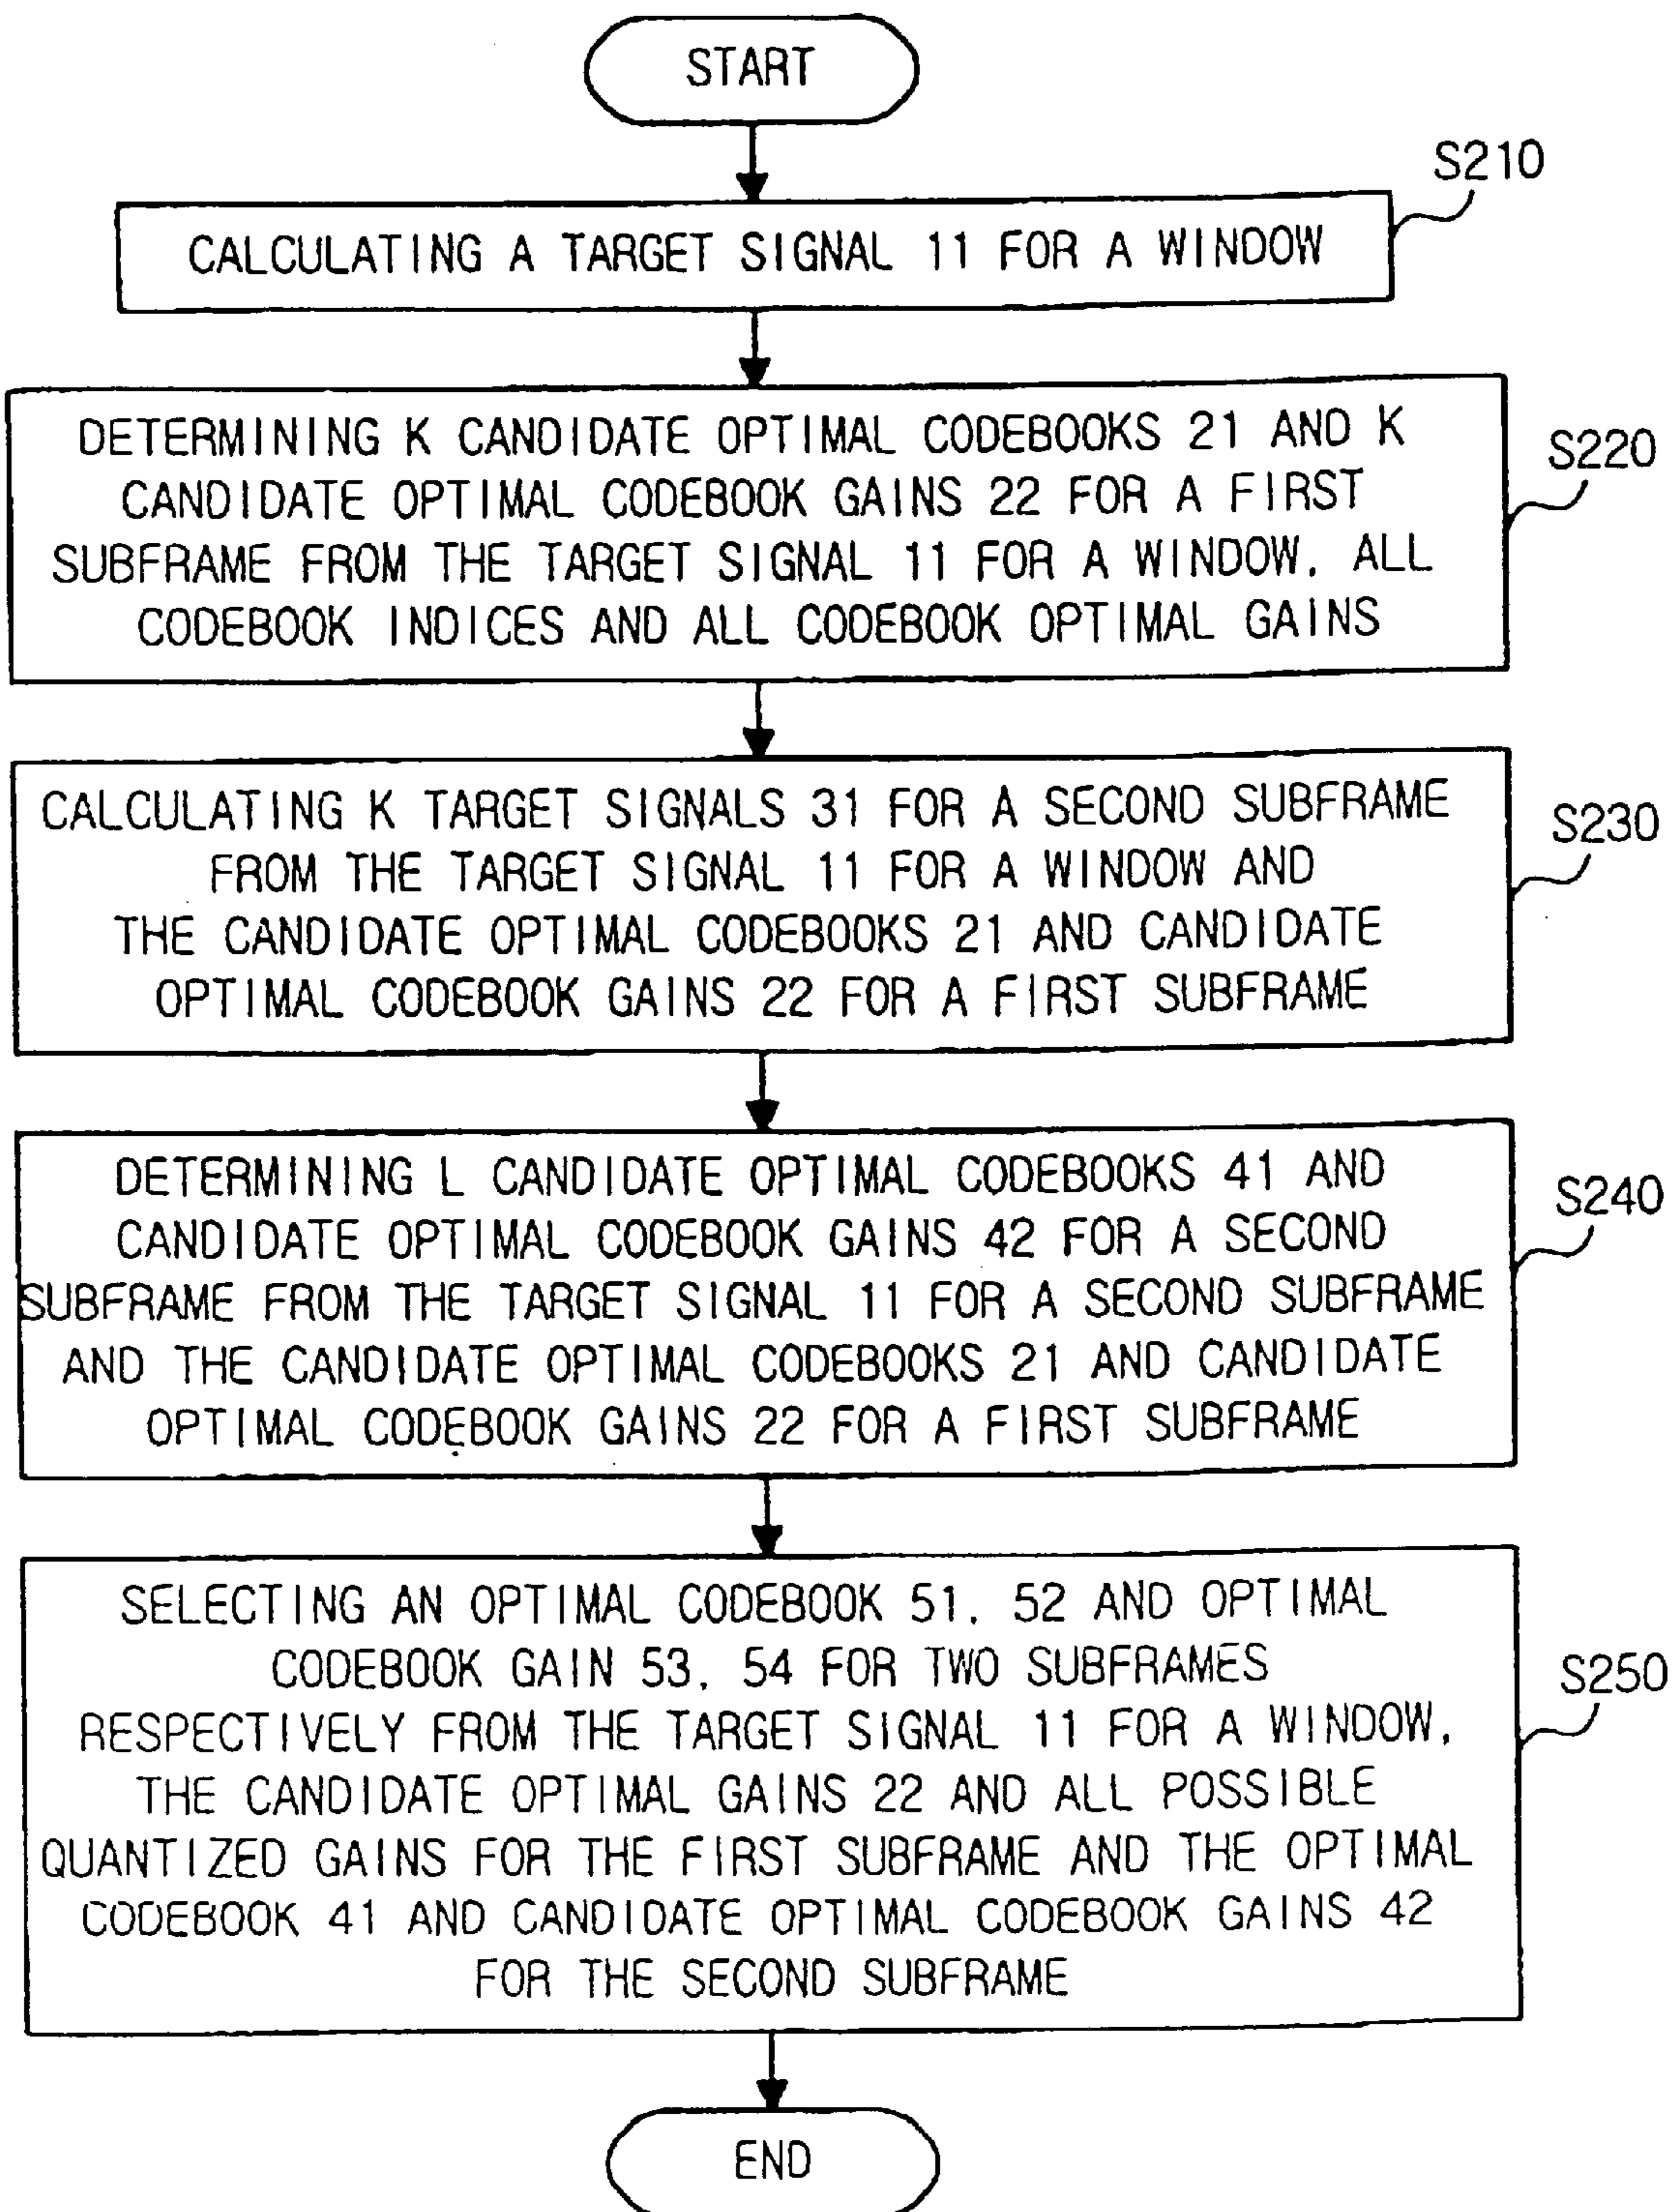 START
S210
CALCULATING A TARGET SIGNAL 11 FOR A WINDOW
DETERMINING K CANDIDATE OPTIMAL CODEBOOKS 21 AND K
S220
CANDIDATE OPTIMAL CODEBOOK GAINS 22 FOR A FIRST
SUBFRAME FROM THE TARGET SIGNAL 11 FOR A WINDOW. ALL
CODEBOOK INDICES AND ALL CODEBOOK OPTIMAL GAINS
CALCULATING K TARGET SIGNALS 31 FOR A SECOND SUBFRAME
S230
FROM THE TARGET SIGNAL 11 FOR A WINDOW AND
THE CANDIDATE OPTIMAL CODEBOOKS 21 AND CANDIDATE
OPTIMAL CODEBOOK GAINS 22 FOR A FIRST SUBFRAME
DETERMINING L CANDIDATE OPTIMAL CODEBOOKS 41 AND
S240
CANDIDATE OPTIMAL CODEBOOK GAINS 42 FOR A SECOND
SUBFRAME FROM THE TARGET SIGNAL 11 FOR A SECOND SUBFRAME
AND THE CANDIDATE OPTIMAL CODEBOOKS 21 AND CANDIDATE
OPTIMAL CODEBOOK GAINS 22 FOR A FIRST SUBFRAME
SELECTING AN OPTIMAL CODEBOOK 51. 52 AND OPTIMAL
CODEBOOK GAIN 53. 54 FOR TWO SUBFRAMES
S250
RESPECTIVELY FROM THE TARGET SIGNAL 11 FOR A WINDOW.
THE CANDIDATE OPTIMAL GAINS 22 AND ALL POSSIBLE
QUANTIZED GAINS FOR THE FIRST SUBFRAME AND THE OPTIMAL
CODEBOOK 41 AND CANDIDATE OPTIMAL CODEBOOK GAINS 42
FOR THE SECOND SUBFRAME
END